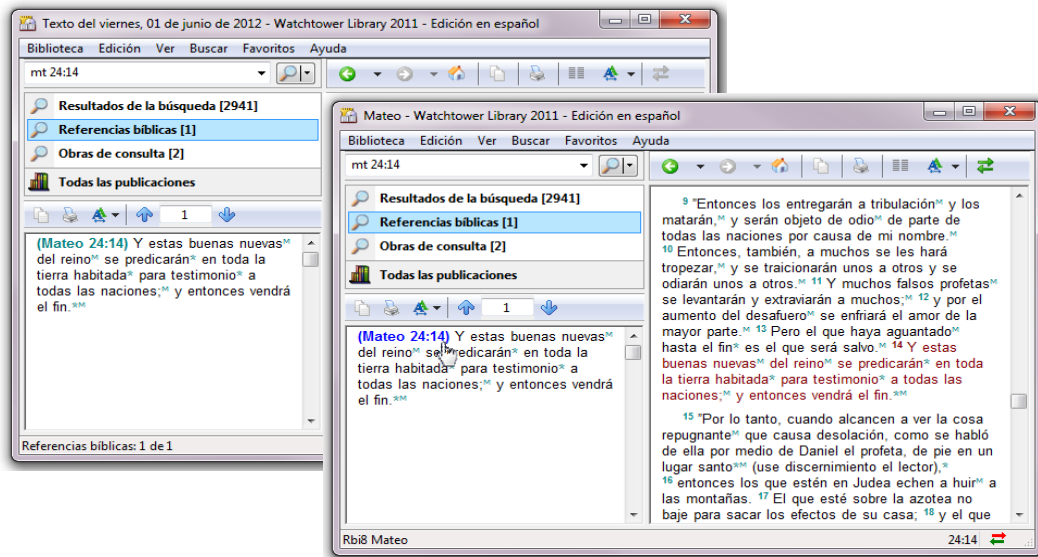 Texto del viernes, 01 de junio de 2012 - Watchtower Library 2011 - Edición en español
Biblioteca Edición Ver Buscar Favoritos Ayuda
mt 24:14
Resultados de la búsqueda [2941]
Referencias bíblicas [1]
Obras de consulta [2]
Todas las publicaciones
1
(Mateo 24:14) Y estas buenas nuevasᴹ
del reinoᴹ se predicarán* en toda la
tierra habitada* para testimonio* a
todas las naciones;ᴹ y entonces vendrá
el fin.*ᴹ
Referencias bíblicas: 1 de 1
Mateo - Watchtower Library 2011 - Edición en español
Biblioteca Edición Ver Buscar Favoritos Ayuda
mt 24:14
Resultados de la búsqueda [2941]
Referencias bíblicas [1]
Obras de consulta [2]
Todas las publicaciones
1
(Mateo 24:14) Y estas buenas nuevasᴹ
del reinoᴹ se predicarán* en toda la
tierra habitada* para testimonio* a
todas las naciones;ᴹ y entonces vendrá
el fin.*ᴹ
9 "Entonces los entregarán a tribulaciónᴹ y los
matarán,ᴹ y serán objeto de odioᴹ de parte de
todas las naciones por causa de mi nombre.ᴹ
10 Entonces, también, a muchos se les hará
tropezar,ᴹ y se traicionarán unos a otros y se
odiarán unos a otros.ᴹ 11 Y muchos falsos profetasᴹ
se levantarán y extraviarán a muchos;ᴹ 12 y por el
aumento del desafueroᴹ se enfriará el amor de la
mayor parte.ᴹ 13 Pero el que haya aguantadoᴹ
hasta el fin* es el que será salvo.ᴹ 14 Y estas
buenas nuevasᴹ del reinoᴹ se predicarán* en toda
la tierra habitada* para testimonio* a todas las
naciones;ᴹ y entonces vendrá el fin.*ᴹ
15 "Por lo tanto, cuando alcancen a ver la cosa
repugnanteᴹ que causa desolación, como se habló
de ella por medio de Daniel el profeta, de pie en un
lugar santo*ᴹ (use discernimiento el lector),*
16 entonces los que estén en Judea echen a huirᴹ a
las montañas. 17 El que esté sobre la azotea no
baje para sacar los efectos de su casa; 18 y el que
Rbi8 Mateo
24:14